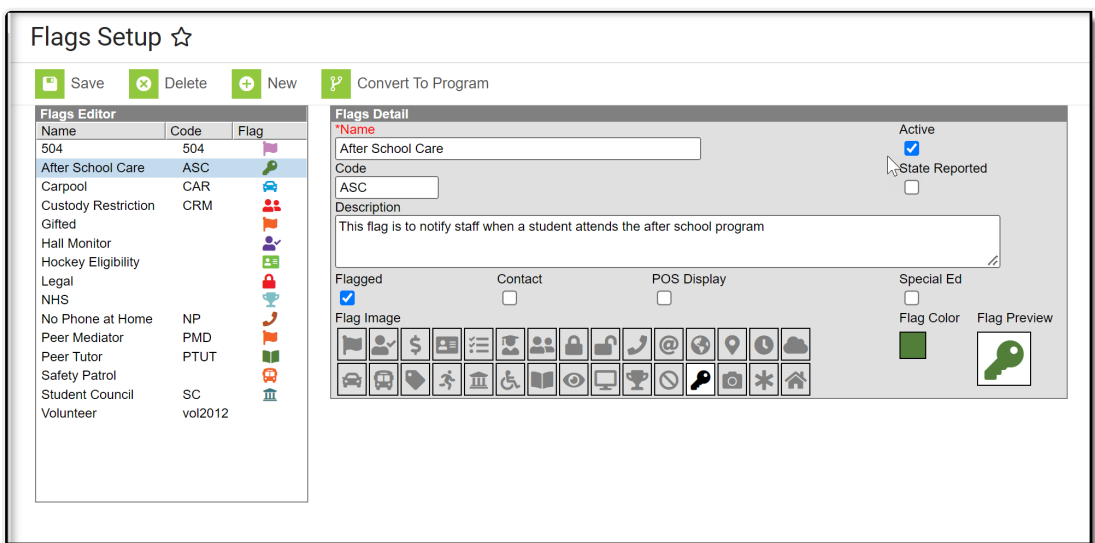 Flags Setup
Save Delete New Convert To Program
Flags Editor
Name Code Flag
504 504
After School Care ASC
Carpool CAR
Custody Restriction CRM
Gifted
Hall Monitor
Hockey Eligibility
Legal
NHS
No Phone at Home NP
Peer Mediator PMD
Peer Tutor PTUT
Safety Patrol
Student Council SC
Volunteer vol2012
Flags Detail
*Name Active
After School Care
Code State Reported
ASC
Description
This flag is to notify staff when a student attends the after school program
Flagged Contact POS Display Special Ed
Flag Image Flag Color Flag Preview